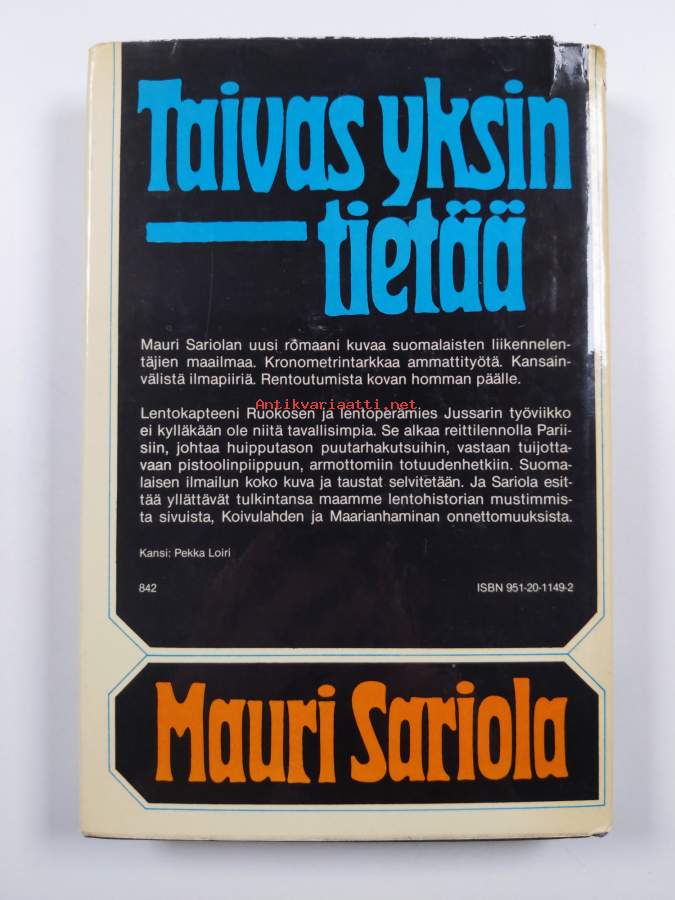 Taivas yksin
tietää
Mauri Sariolan uusi romaani kuvaa suomalaisten liikennelen-
täjien maailmaa. Kronometrintarkkaa ammattityötä. Kansain-
välistä ilmapiiriä. Rentoutumista kovan homman päälle.
Antikvariaatti.net
Lentokapteeni Ruokosen ja lentoperämies Jussarin työviikko
ei kylläkään ole niitä tavallisimpia. Se alkaa reittilennolla Parii-
siin, johtaa huipputason puutarhakutsuihin, vastaan tuijotta-
vaan pistoolinpiippuun, armottomiin totuudenhetkiin. Suoma-
laisen ilmailun koko kuva ja taustat selvitetään. Ja Sariola esit-
tää yllättävät tulkintansa maamme lentohistorian mustimmis-
ta sivuista, Koivulahden ja Maarianhaminan onnettomuuksista.
Kansi: Pekka Loiri
842 ISBN 951-20-1149-2
Mauri Sariola